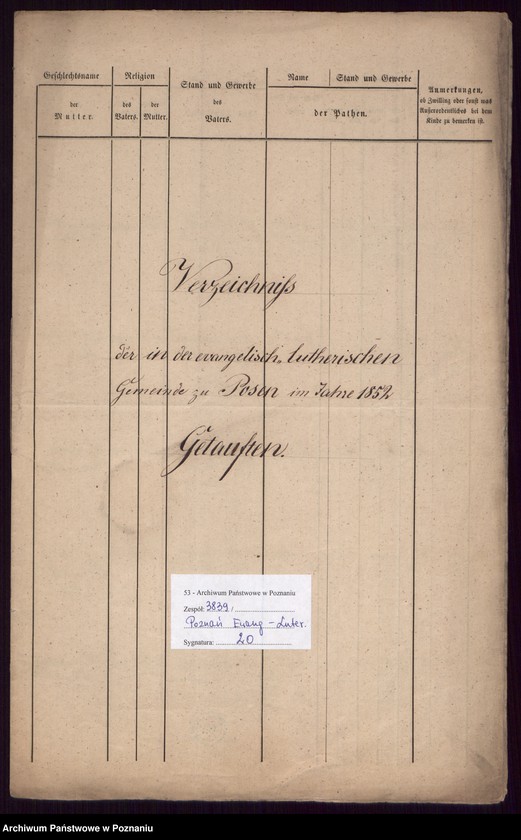 Geschlechtsname
der
Mutter.
Religion
des
Vaters.
der
Mutter.
Stand und Gewerbe
des
Vaters.
Name
Stand und Gewerbe
der Pathen.
Anmerkungen,
ob Zwilling oder sonst was
Außerordentliches bei dem
Kinde zu bemerken ist.
Verzeichniss
der in der evangelisch. lutherischen
Gemeinde zu Posen im Jahre 1852
Getauften.
53 - Archiwum Państwowe w Poznaniu
Zespół: 3839 /
Poznań Ewang - Luter.
Sygnatura: 20
Archiwum Państwowe w Poznaniu